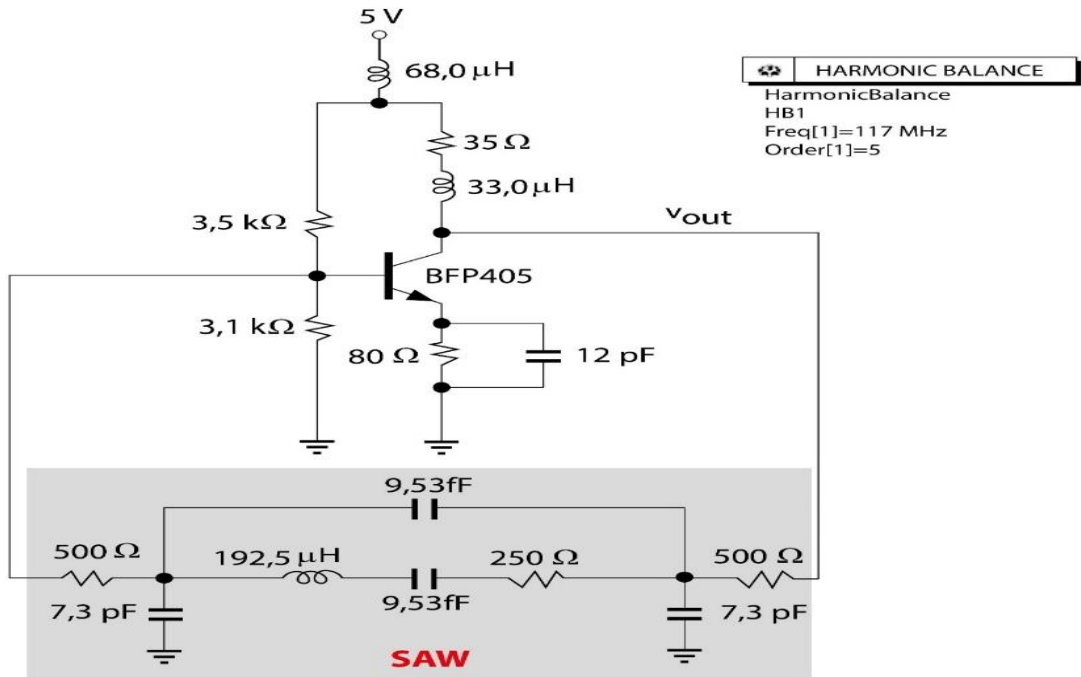 5 V
68,0 μH
HARMONIC BALANCE
HarmonicBalance
HB1
Freq[1]=117 MHz
Order[1]=5
35 Ω
33,0 μH
vout
3,5 kΩ
BFP405
3,1 kΩ
80 Ω
12 pF
9,53fF
500 Ω
192,5 μH
250 Ω
500 Ω
7,3 pF
9,53fF
7,3 pF
SAW